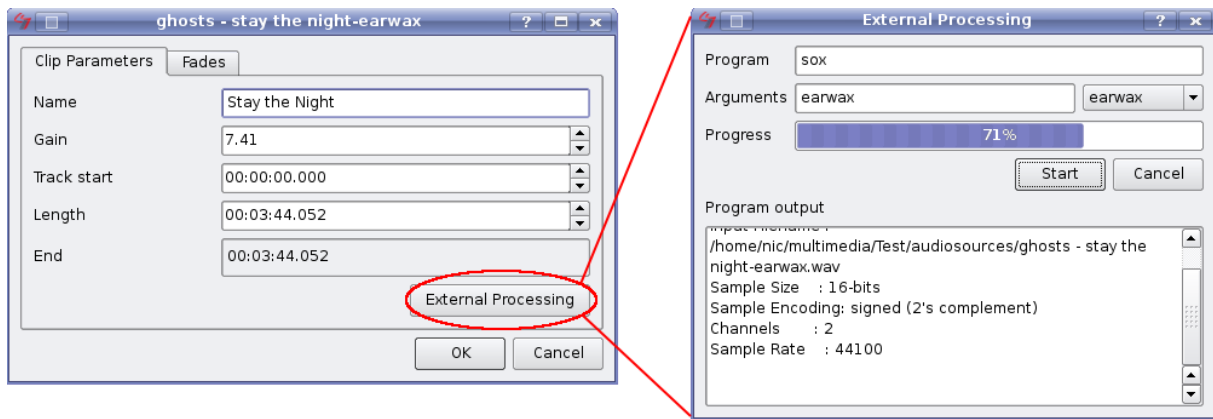 ghosts - stay the night-earwax
Clip Parameters
Fades
Name
Stay the Night
Gain
7.41
Track start
00:00:00.000
Length
00:03:44.052
End
00:03:44.052
External Processing
OK
Cancel
External Processing
Program
sox
Arguments
earwax
earwax
Progress
71%
Start
Cancel
Program output
Input Filename :
/home/nic/multimedia/Test/audiosources/ghosts - stay the
night-earwax.wav
Sample Size : 16-bits
Sample Encoding: signed (2's complement)
Channels : 2
Sample Rate : 44100